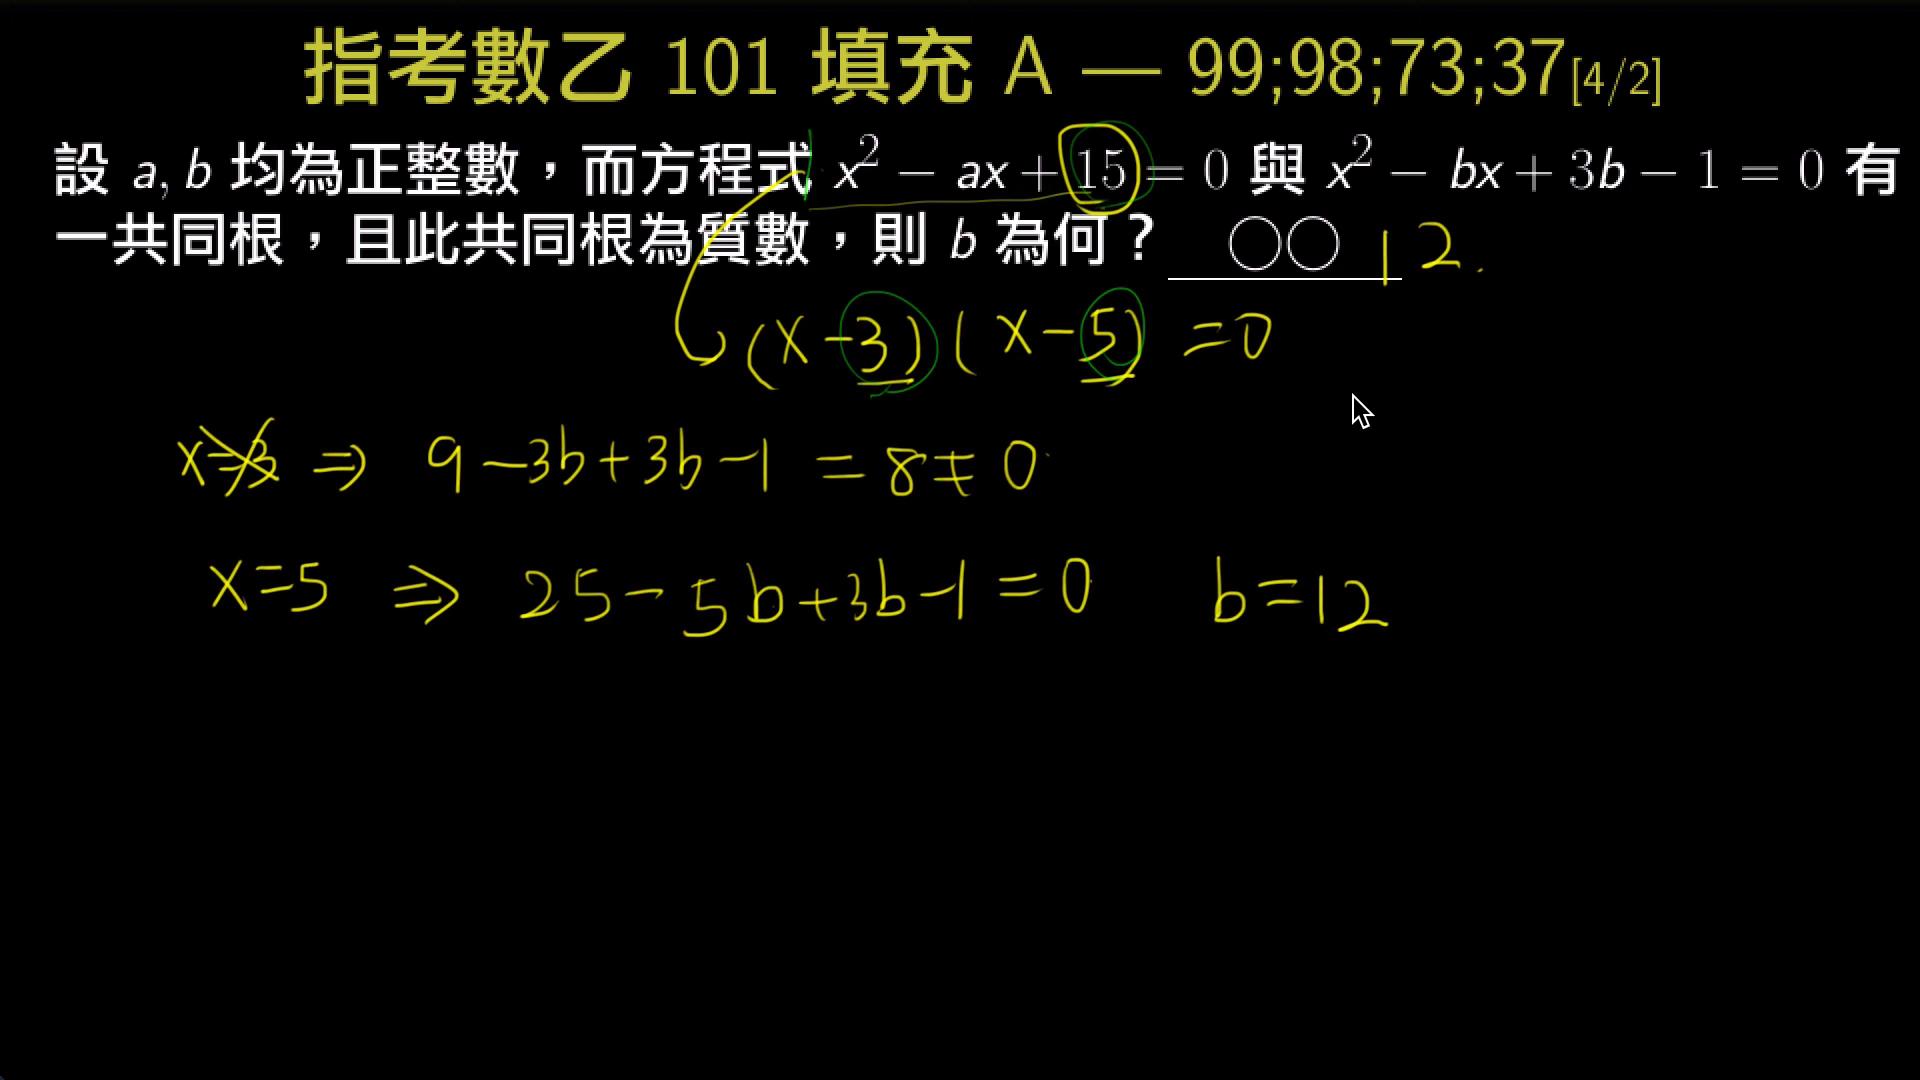 指考數乙 101 填充 A — 99;98;73;37[4/2]
設 a, b 均為正整數，而方程式 x² − ax + 15 = 0 與 x² − bx + 3b − 1 = 0 有
一共同根，且此共同根為質數，則 b 為何？ ○○ 12.
(x-3)(x-5) =0
x=3 ⇒ 9-3b+3b-1 = 8≠0
x=5 ⇒ 25-5b+3b-1=0 b=12